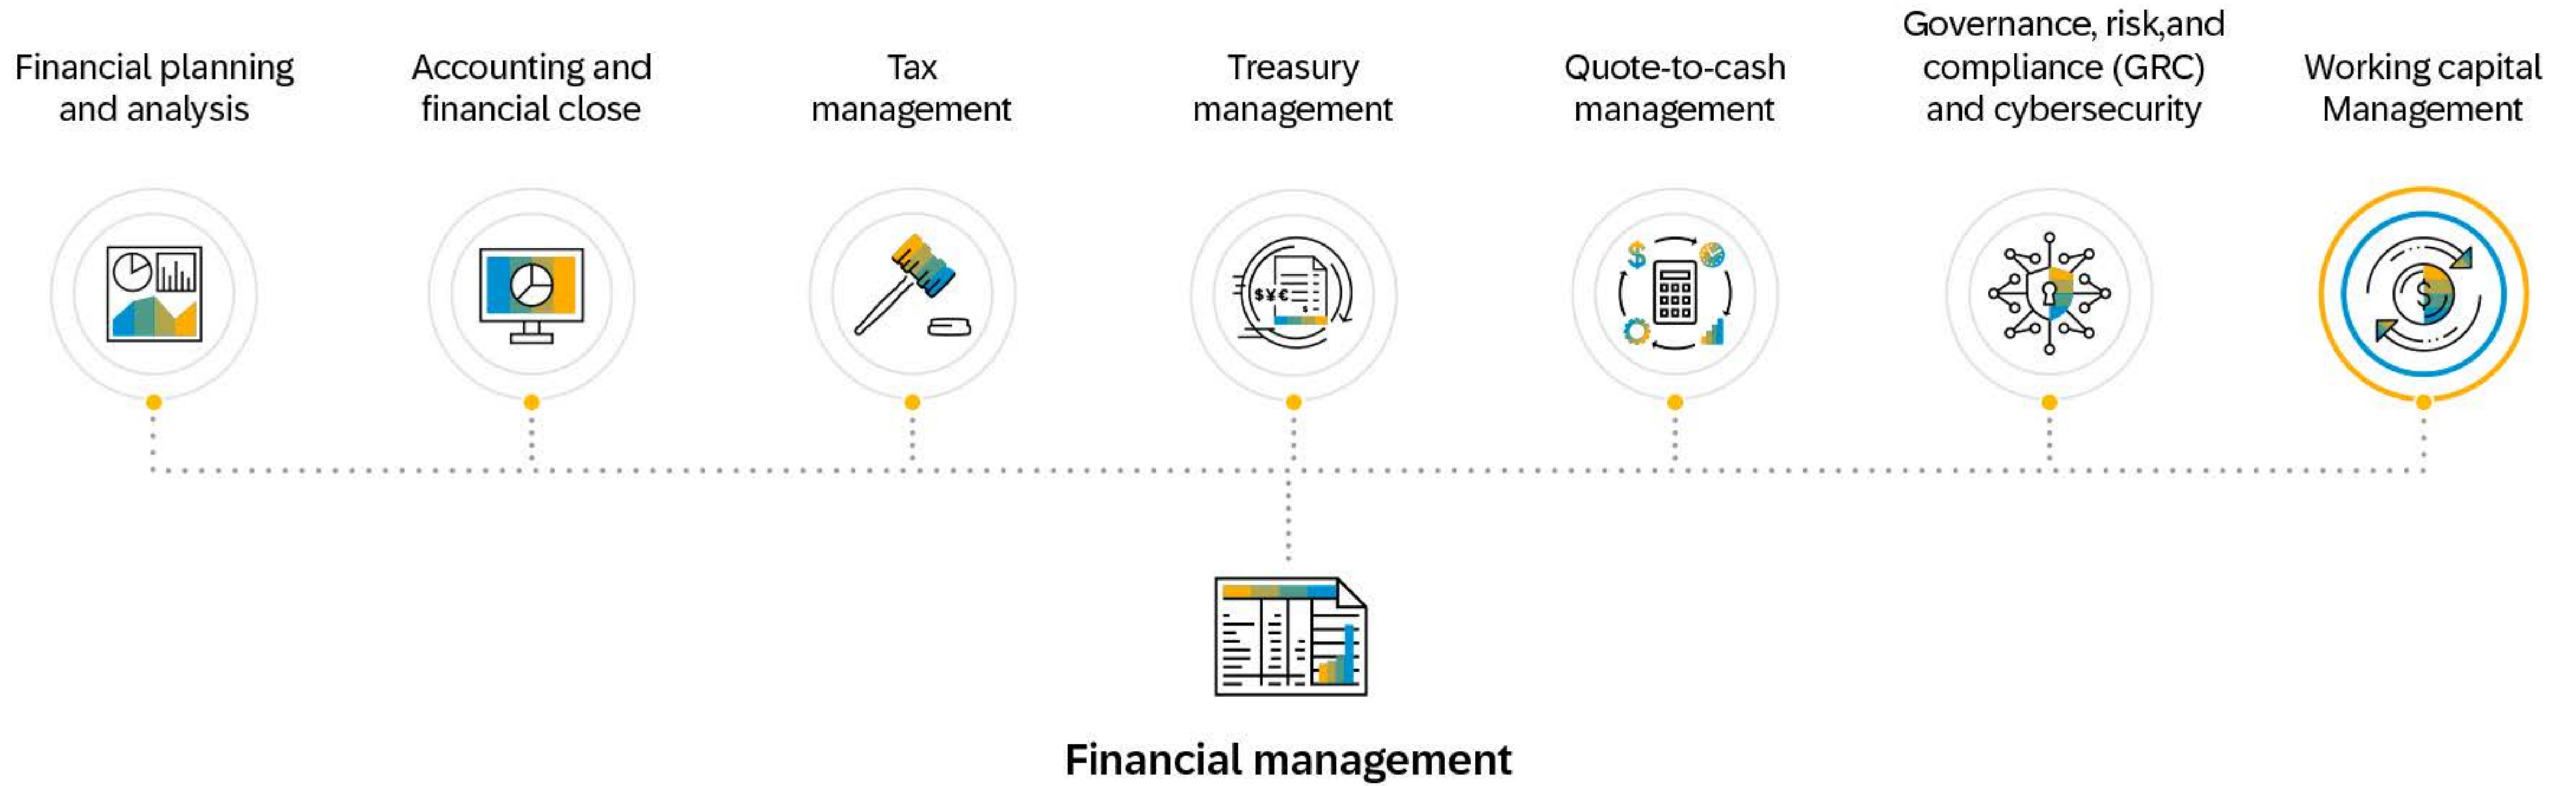 Financial planning
and analysis
Accounting and
financial close
Tax
management
Treasury
management
Quote-to-cash
management
Governance, risk,and
compliance (GRC)
and cybersecurity
Working capital
Management
$¥€
$
$
$
Financial management